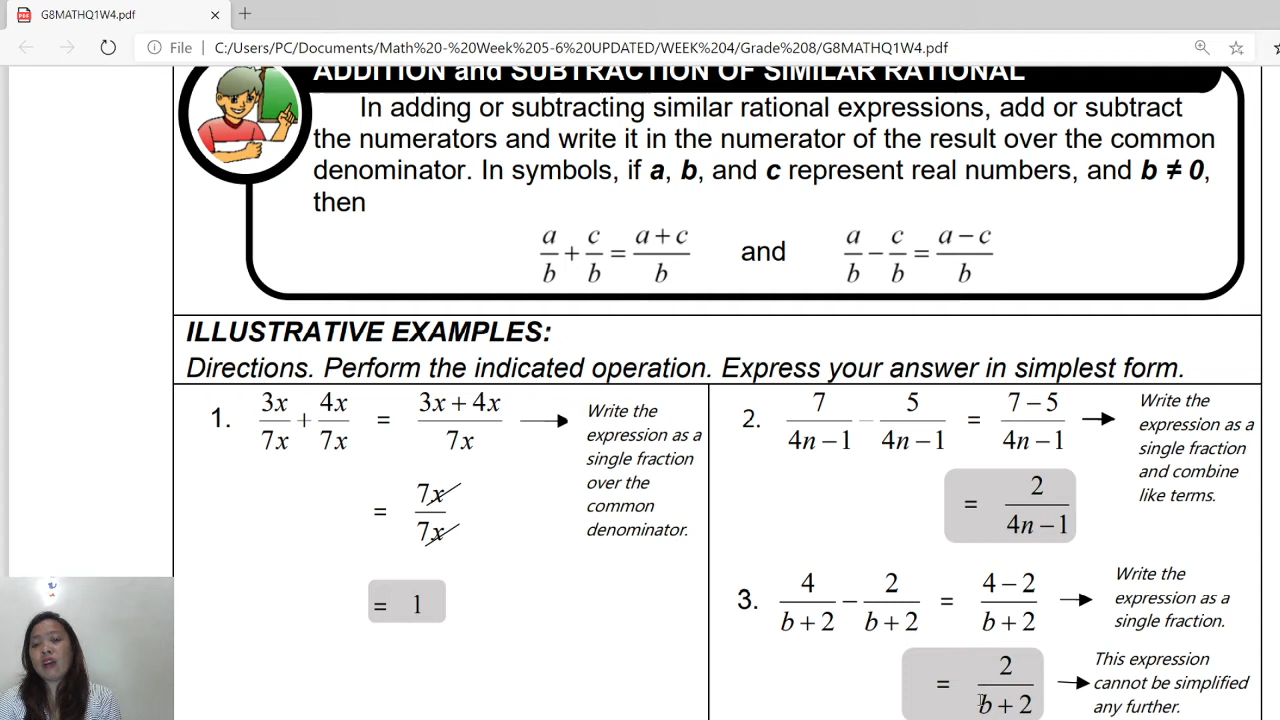 G8MATHQ1W4.pdf
File C:/Users/PC/Documents/Math%20-%20Week%205-6%20UPDATED/WEEK%204/Grade%208/G8MATHQ1W4.pdf
ADDITION and SUBTRACTION OF SIMILAR RATIONAL
In adding or subtracting similar rational expressions, add or subtract
the numerators and write it in the numerator of the result over the common
denominator. In symbols, if a, b, and c represent real numbers, and b ≠ 0,
then
a/b + c/b = (a + c)/b and a/b − c/b = (a − c)/b
ILLUSTRATIVE EXAMPLES:
Directions. Perform the indicated operation. Express your answer in simplest form.
1. 3x/7x + 4x/7x = (3x + 4x)/7x
Write the
expression as a
single fraction
over the
common
denominator.
= 7x/7x
= 1
2. 7/(4n − 1) − 5/(4n − 1) = (7 − 5)/(4n − 1)
Write the
expression as a
single fraction
and combine
like terms.
= 2/(4n − 1)
3. 4/(b + 2) − 2/(b + 2) = (4 − 2)/(b + 2)
Write the
expression as a
single fraction.
= 2/(b + 2)
This expression
cannot be simplified
any further.